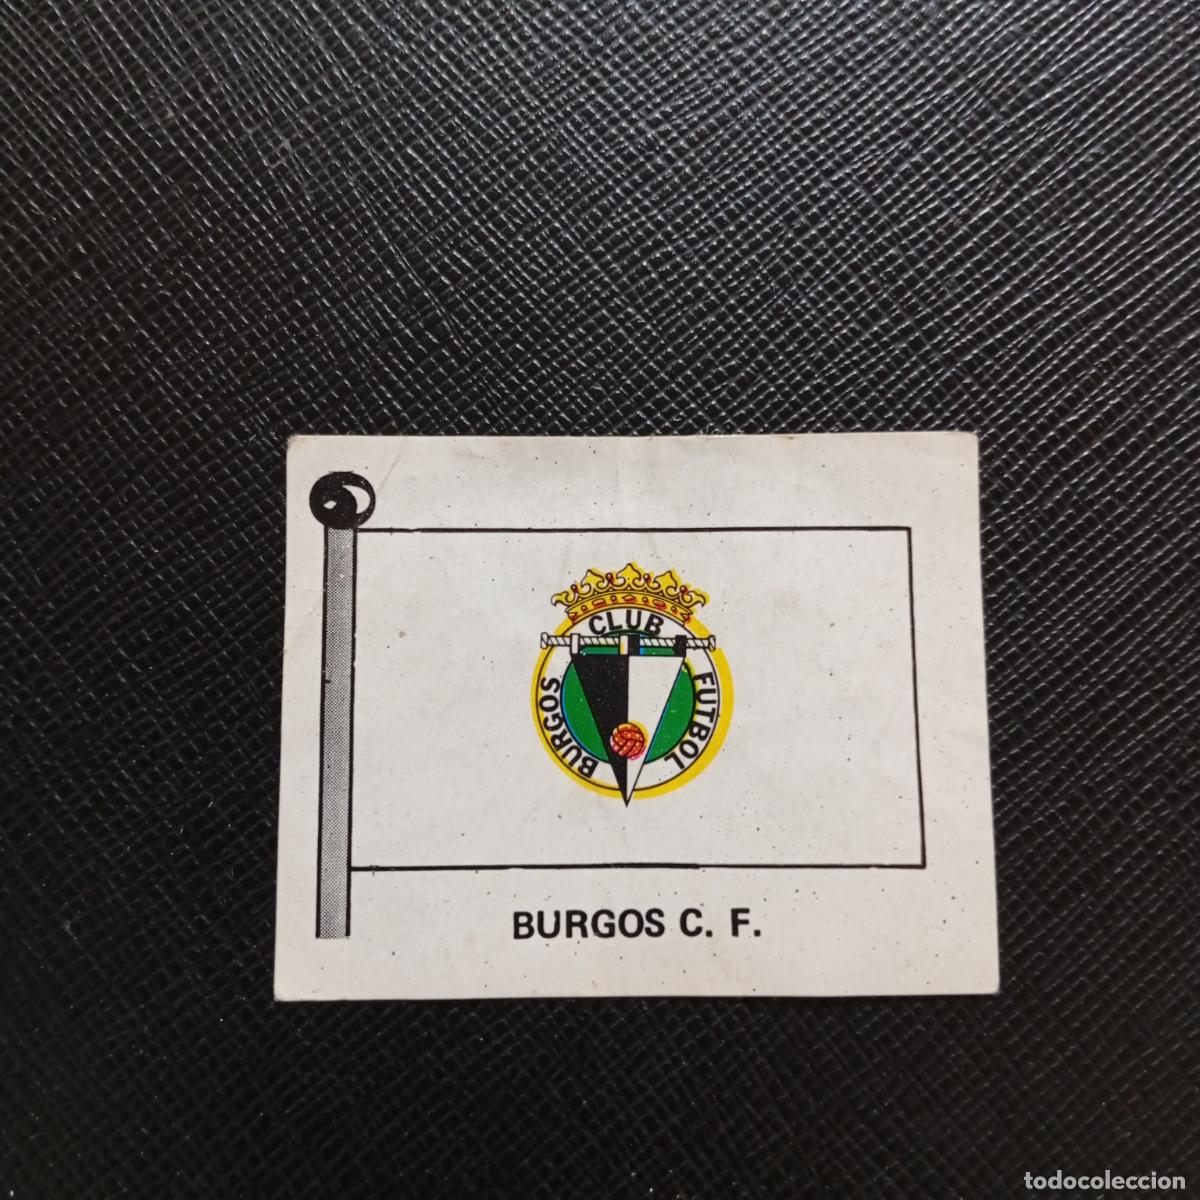 CLUB
BURGOS
FUTBOL
BURGOS C. F.
todocoleccion